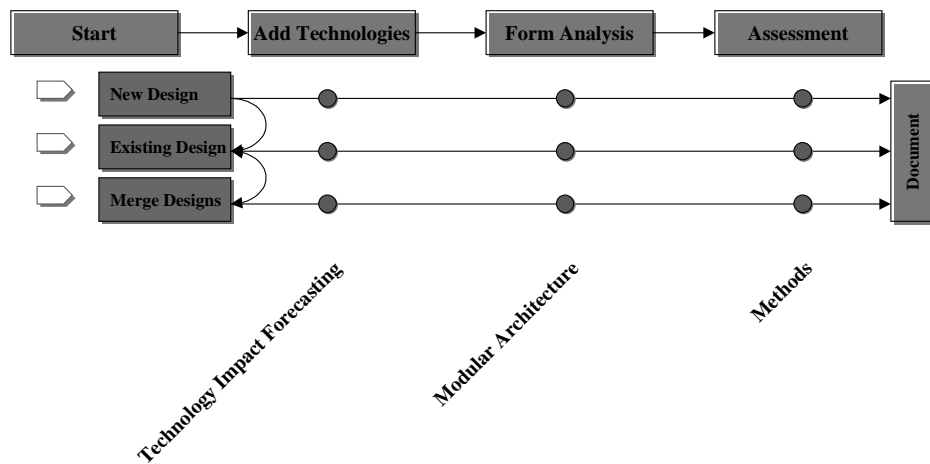 Start
Add Technologies
Form Analysis
Assessment
New Design
Existing Design
Merge Designs
Document
Technology Impact Forecasting
Modular Architecture
Methods